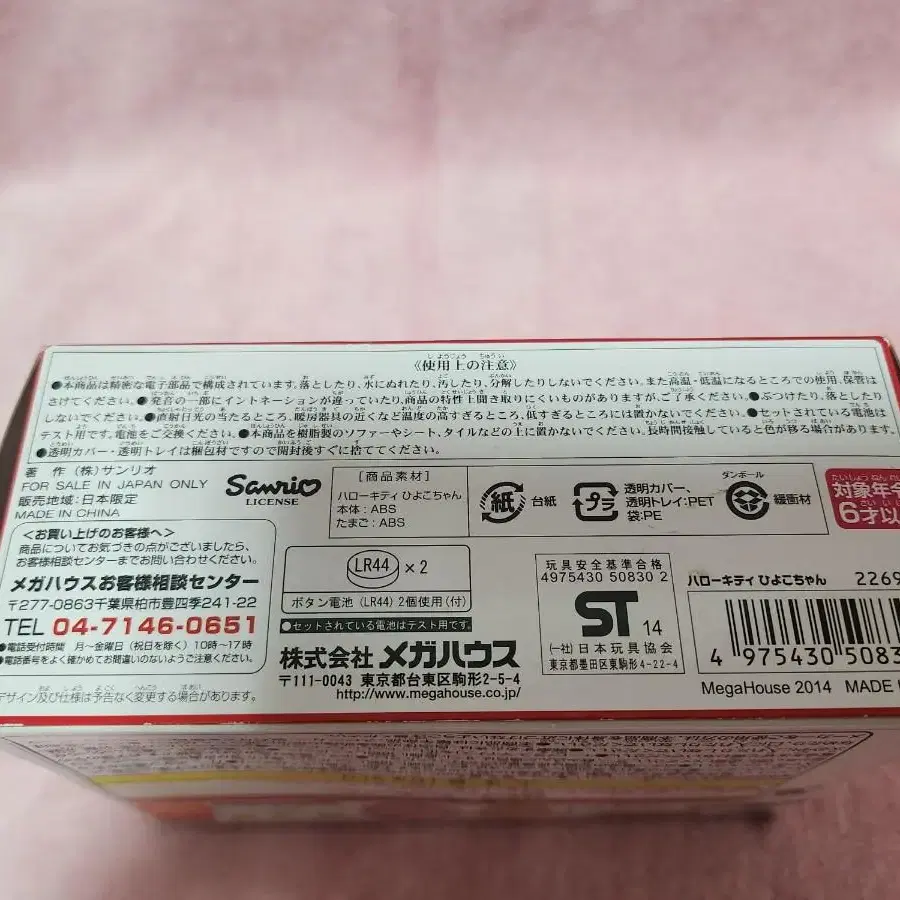 《使用上の注意》
●本商品は精密な電子部品で構成されています。落としたり、水にぬれたり、汚したり、分解したりしないでください。また高温・低温になるところでの使用、保管は
さけてください。●発音の一部にイントネーションが違っていたり、商品の特性上聞き取りにくいものがありますが、ご了承ください。●ぶつけたり、落としたり
しないでください。●直射日光の当たるところ、暖房器具の近くなど温度の高すぎるところ、低すぎるところには置かないでください。●セットされている電池は
テスト用です。電池をご交換ください。●本商品を樹脂製のソファーやシート、タイルなどの上に置かないでください。長時間接触していると色が移る場合があります。
●透明カバー・透明トレイは梱包材ですので開封後すぐに捨ててください。
著作(株)サンリオ
FOR SALE IN JAPAN ONLY
販売地域:日本限定
MADE IN CHINA
Sanrio
LICENSE
[商品素材]
ハローキティ ひよこちゃん
本体:ABS
たまご:ABS
紙 台紙
プラ
透明カバー、
透明トレイ:PET
袋:PE
ダンボール
緩衝材
対象年令
6才以
<お買い上げのお客様へ>
商品についてお気づきの点がございましたら、
お客様相談センターまでお問い合わせください。
メガハウスお客様相談センター
〒277-0863千葉県柏市豊四季241-22
TEL 04-7146-0651
●電話受付時間 月~金曜日(祝日を除く)10時~17時
●電話番号をよく確かめてお間違いのないようご注意ください。
デザイン及び仕様は予告なく変更する場合があります。
LR44 ×2
ボタン電池(LR44)2個使用(付)
●セットされている電池はテスト用です。
株式会社 メガハウス
〒111-0043 東京都台東区駒形2-5-4
http://www.megahouse.co.jp/
玩具安全基準合格
4975430 50830 2
ST 14
(一社)日本玩具協会
東京都墨田区東駒形4-22-4
ハローキティ ひよこちゃん 2269
4 975430 5083
MegaHouse 2014 MADE